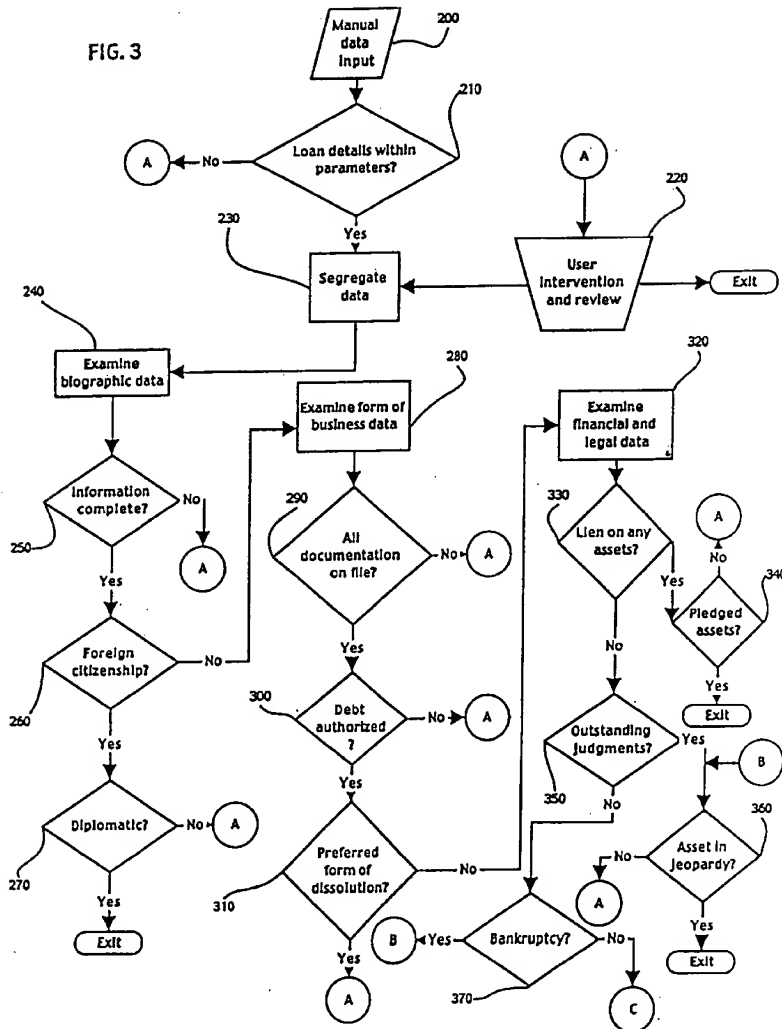 FIG. 3
Manual
data
input
200
210
Loan details within
parameters?
No
A
Yes
A
220
User
intervention
and review
Exit
230
Segregate
data
240
Examine
biographic data
Information
complete?
250
No
A
Yes
Foreign
citizenship?
260
No
Yes
Diplomatic?
270
No
A
Yes
Exit
280
Examine form of
business data
290
All
documentation
on file?
No
A
Yes
300
Debt
authorized
?
No
A
Yes
Preferred
form of
dissolution?
310
No
Yes
A
320
Examine
financial and
legal data
330
Lien on any
assets?
Yes
No
A
No
340
Pledged
assets?
Yes
Exit
Outstanding
judgments?
350
Yes
No
B
360
Asset in
jeopardy?
No
A
Yes
Exit
Bankruptcy?
370
Yes
B
No
C